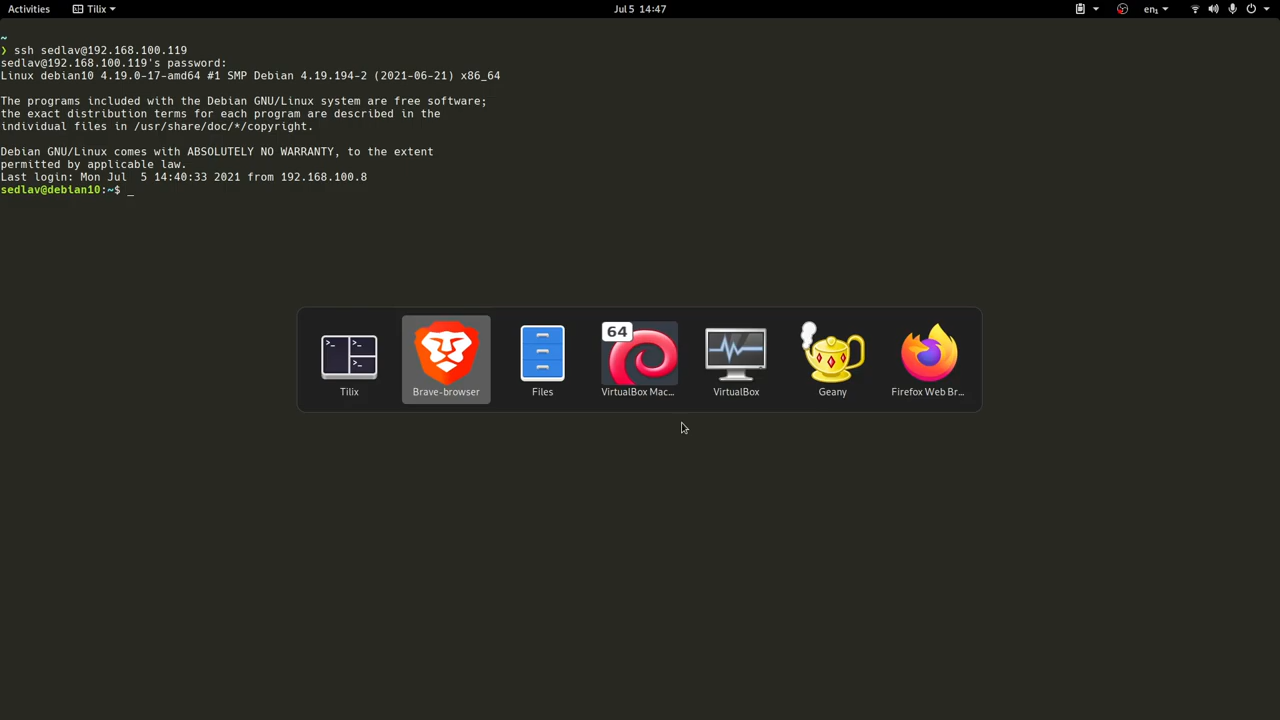 Activities
Tilix
Jul 5 14:47
en₁
~
❯ ssh sedlav@192.168.100.119
sedlav@192.168.100.119's password:
Linux debian10 4.19.0-17-amd64 #1 SMP Debian 4.19.194-2 (2021-06-21) x86_64
The programs included with the Debian GNU/Linux system are free software;
the exact distribution terms for each program are described in the
individual files in /usr/share/doc/*/copyright.
Debian GNU/Linux comes with ABSOLUTELY NO WARRANTY, to the extent
permitted by applicable law.
Last login: Mon Jul  5 14:40:33 2021 from 192.168.100.8
sedlav@debian10:~$ _
64
Tilix
Brave-browser
Files
VirtualBox Mac...
VirtualBox
Geany
Firefox Web Br...